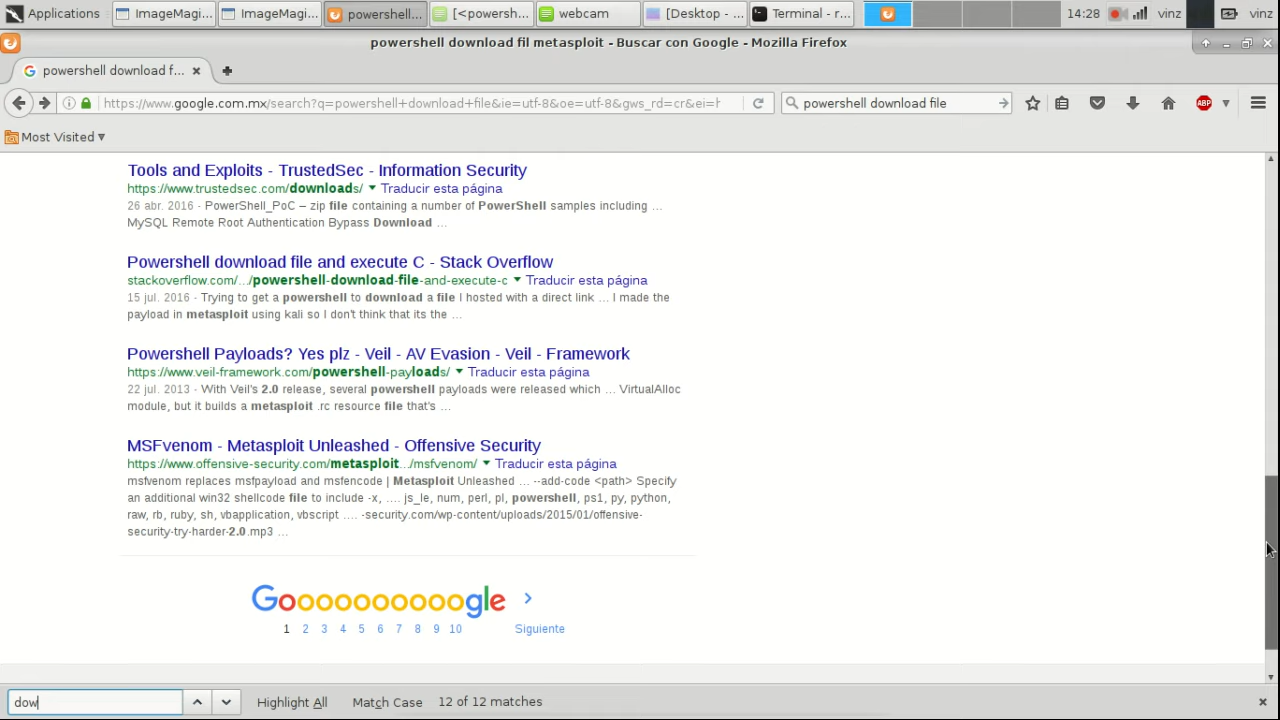 Applications
ImageMagi...
ImageMagi...
powershell...
[<powersh...
webcam
[Desktop - ...
Terminal - r...
14:28
vinz
vinz
powershell download fil metasploit - Buscar con Google - Mozilla Firefox
powershell download f...
https://www.google.com.mx/search?q=powershell+download+file&ie=utf-8&oe=utf-8&gws_rd=cr&ei=h
powershell download file
ABP
Most Visited
Tools and Exploits - TrustedSec - Information Security
https://www.trustedsec.com/downloads/ Traducir esta página
26 abr. 2016 - PowerShell_PoC – zip file containing a number of PowerShell samples including ...
MySQL Remote Root Authentication Bypass Download ...
Powershell download file and execute C - Stack Overflow
stackoverflow.com/.../powershell-download-file-and-execute-c Traducir esta página
15 jul. 2016 - Trying to get a powershell to download a file I hosted with a direct link ... I made the
payload in metasploit using kali so I don't think that its the ...
Powershell Payloads? Yes plz - Veil - AV Evasion - Veil - Framework
https://www.veil-framework.com/powershell-payloads/ Traducir esta página
22 jul. 2013 - With Veil's 2.0 release, several powershell payloads were released which ... VirtualAlloc
module, but it builds a metasploit .rc resource file that's ...
MSFvenom - Metasploit Unleashed - Offensive Security
https://www.offensive-security.com/metasploit.../msfvenom/ Traducir esta página
msfvenom replaces msfpayload and msfencode | Metasploit Unleashed ... --add-code <path> Specify
an additional win32 shellcode file to include -x, .... js_le, num, perl, pl, powershell, ps1, py, python,
raw, rb, ruby, sh, vbapplication, vbscript .... -security.com/wp-content/uploads/2015/01/offensive-
security-try-harder-2.0.mp3 ...
Goooooooooogle
1 2 3 4 5 6 7 8 9 10 Siguiente
dow
Highlight All
Match Case
12 of 12 matches